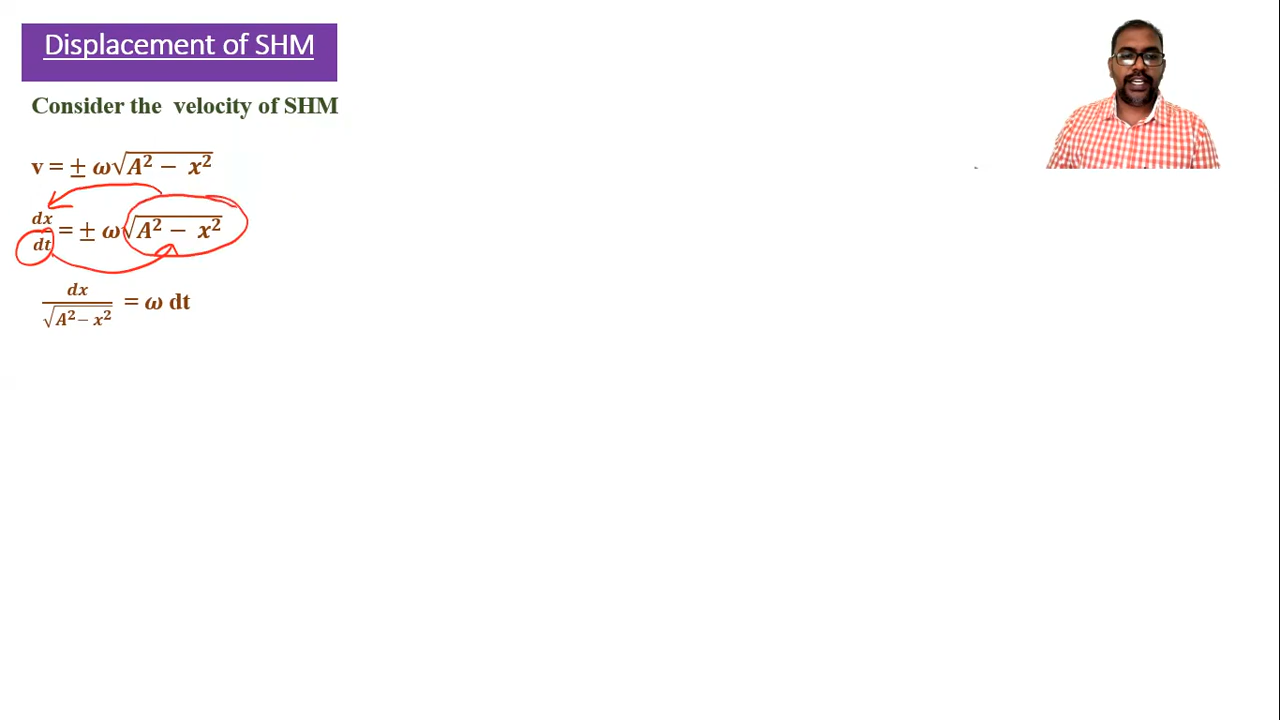 Displacement of SHM
Consider the velocity of SHM
v = ± ω√A² − x²
dx/dt = ± ω√A² − x²
dx/√A² − x² = ω dt